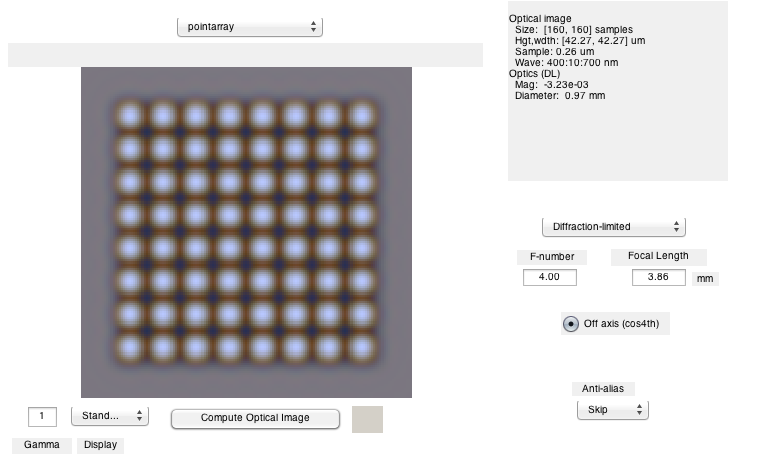 pointarray
Optical image
Size: [160, 160] samples
Hgt,wdth: [42.27, 42.27] um
Sample: 0.26 um
Wave: 400:10:700 nm
Optics (DL)
Mag: -3.23e-03
Diameter: 0.97 mm
Diffraction-limited
F-number Focal Length
4.00 3.86 mm
Off axis (cos4th)
Anti-alias
Skip
1 Stand... Compute Optical Image
Gamma Display